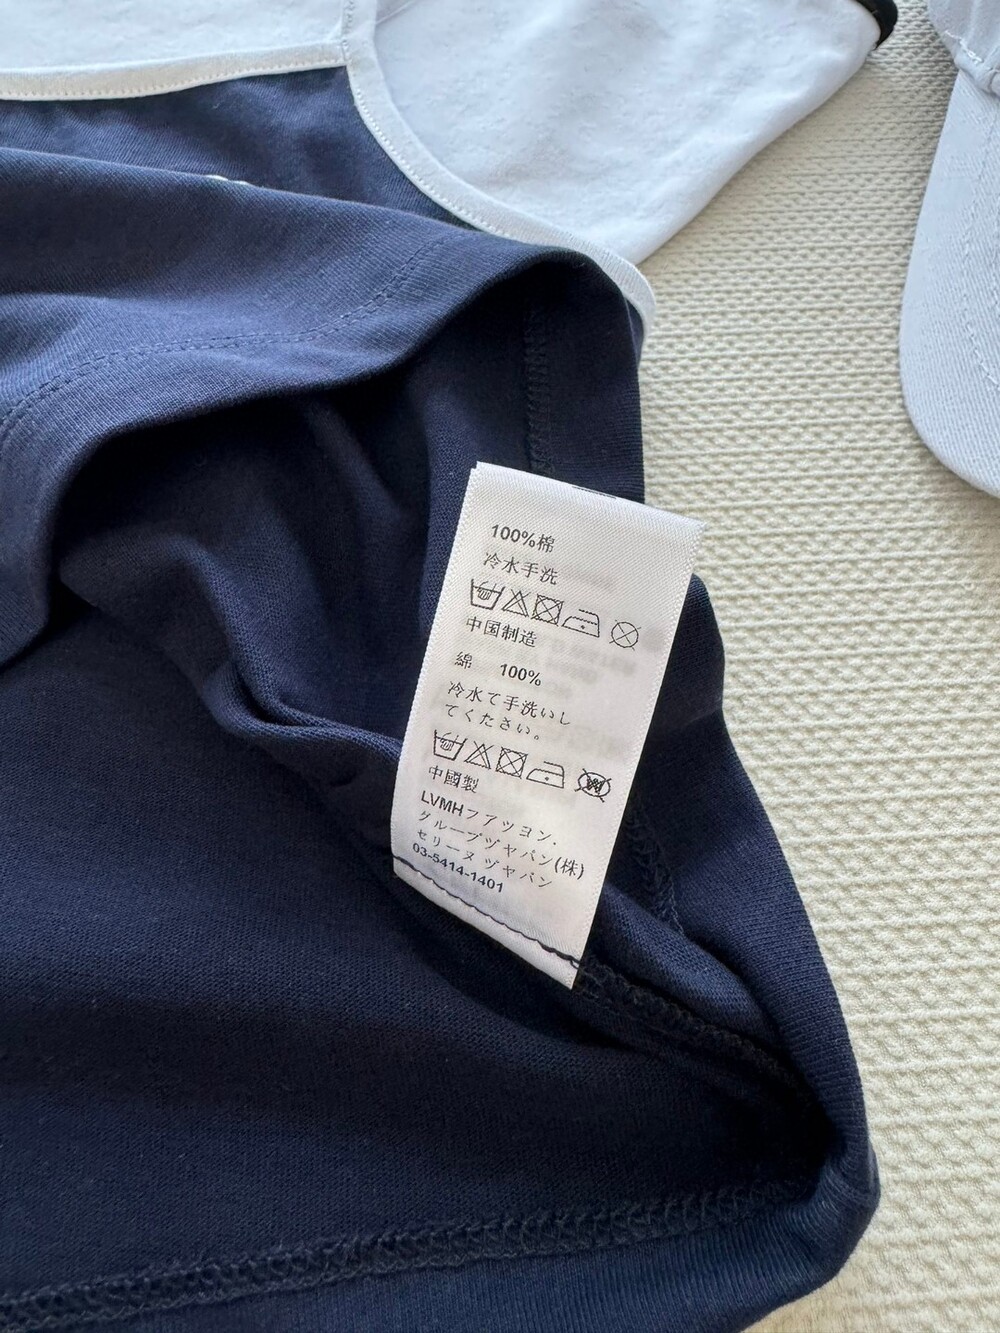 100%棉
冷水手洗
中国制造
綿 100%
冷水て手洗いし
てください。
中國製
LVMHファツヨン.
グループヅヤパン(株)
セリーヌ ヅヤパン
03-5414-1401